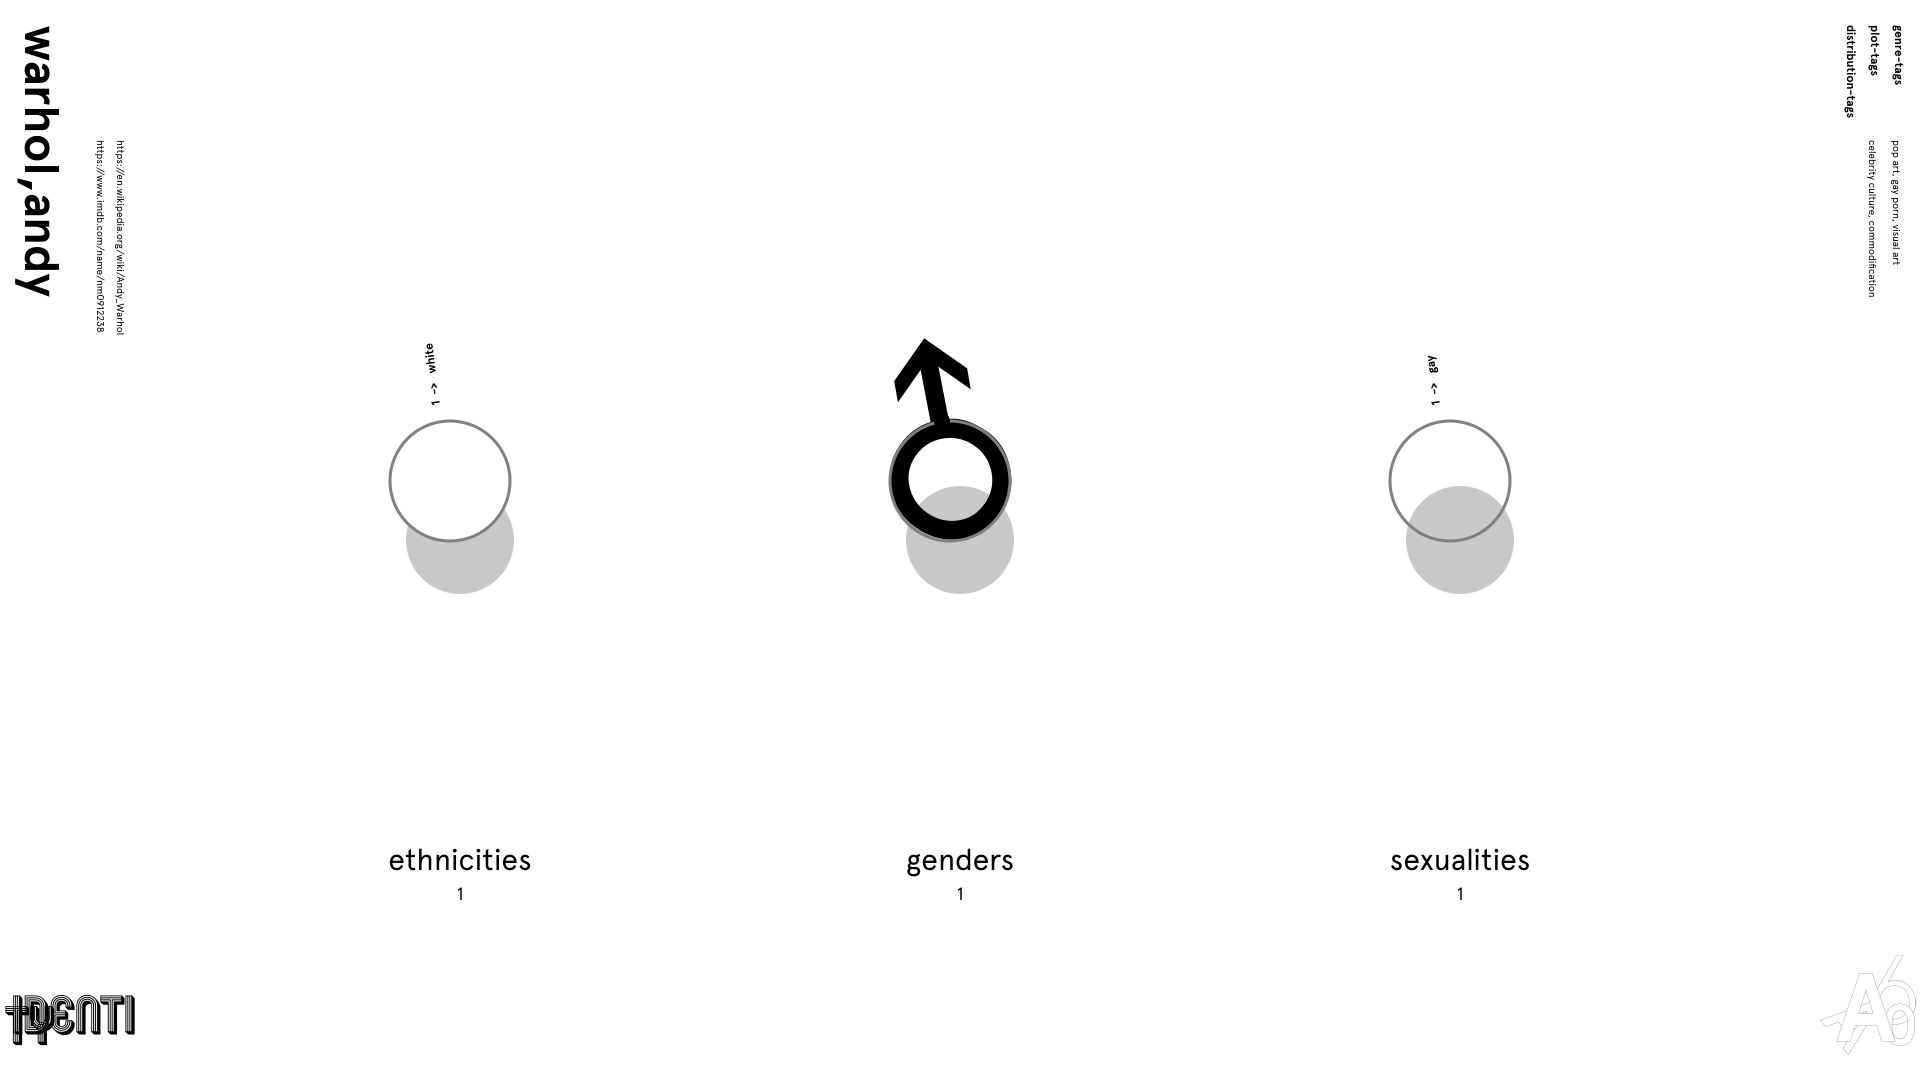 warhol,andy
https://en.wikipedia.org/wiki/Andy_Warhol
https://www.imdb.com/name/nm0912238
genre-tags
pop art, gay porn, visual art
plot-tags
celebrity culture, commodification
distribution-tags
1 -> white
1 -> gay
ethnicities
1
genders
1
sexualities
1
IDENTI